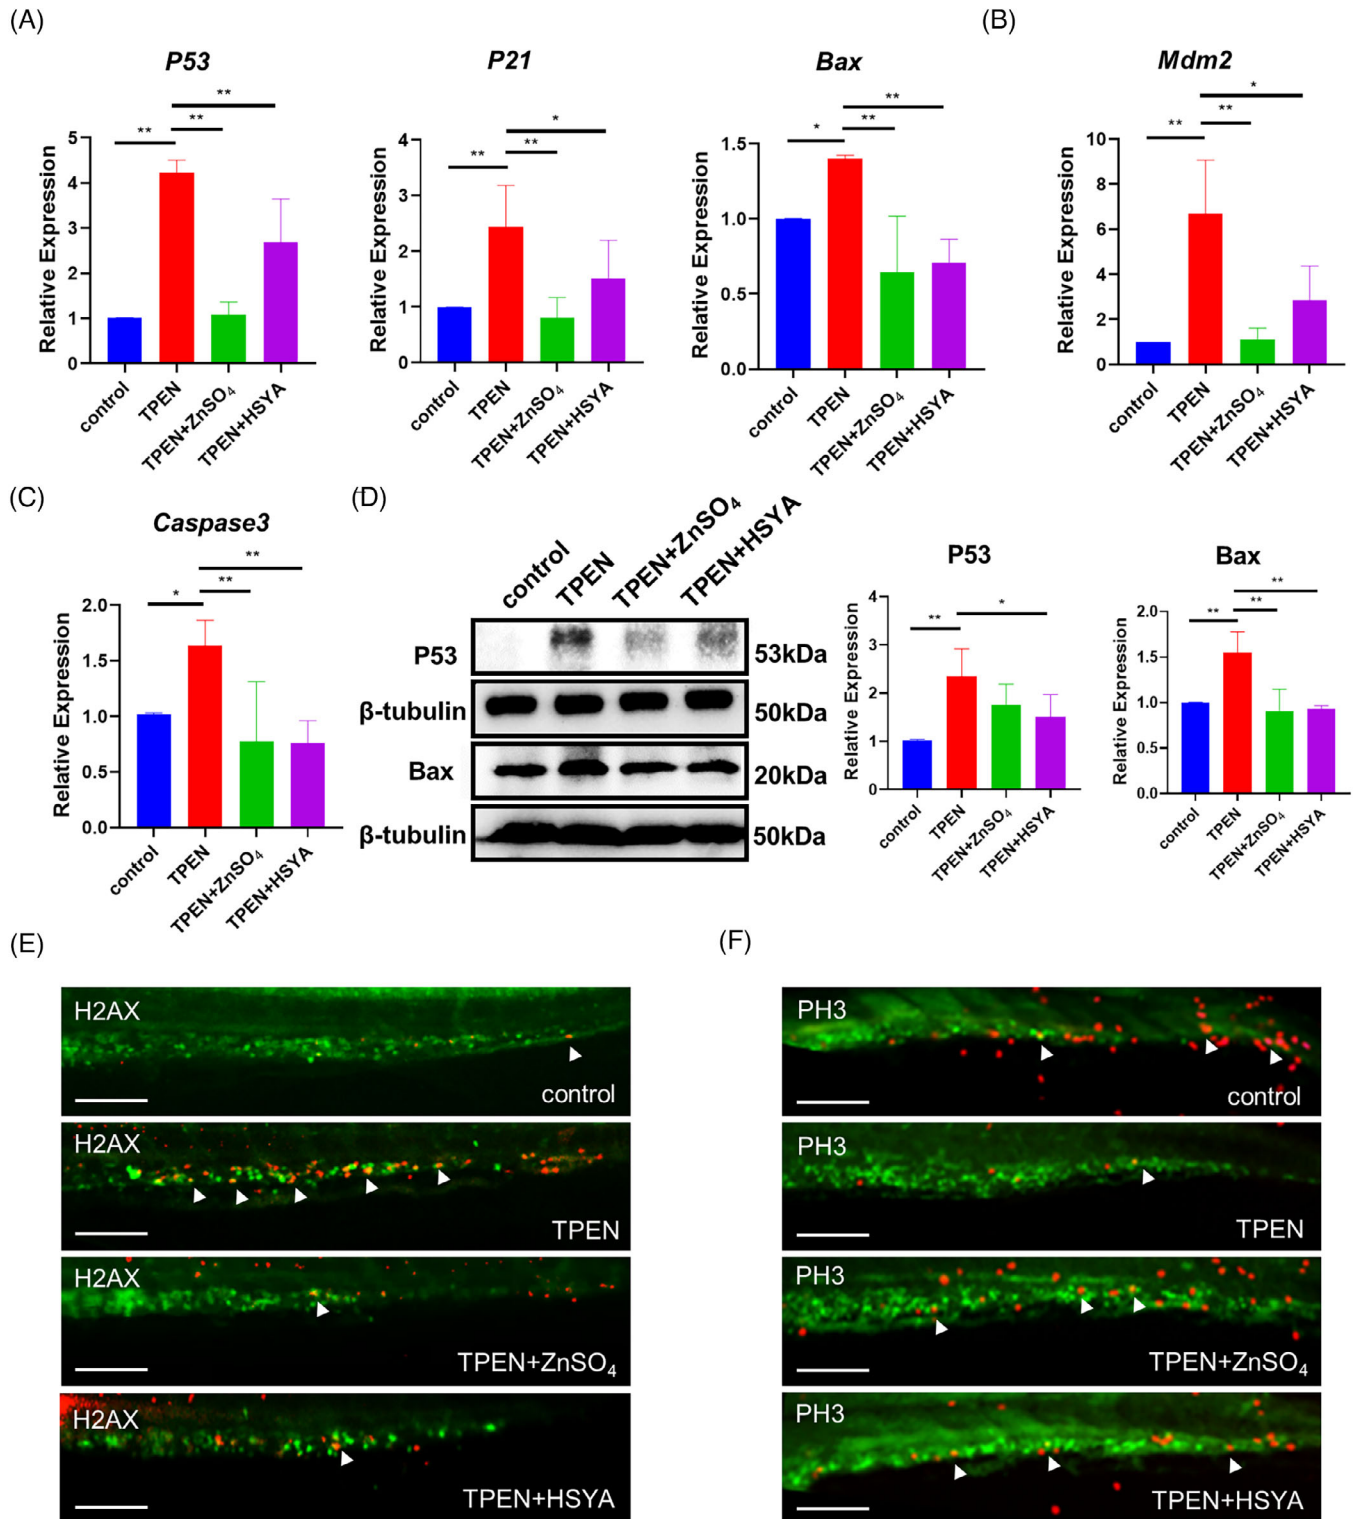 (A)
(B)
P53
P21
Bax
Mdm2
**
**
**
*
**
**
**
**
*
*
**
**
Relative Expression
5
4
3
2
1
0
control
TPEN
TPEN+ZnSO4
TPEN+HSYA
Relative Expression
4
3
2
1
0
control
TPEN
TPEN+ZnSO4
TPEN+HSYA
Relative Expression
1.5
1.0
0.5
0.0
control
TPEN
TPEN+ZnSO4
TPEN+HSYA
Relative Expression
10
8
6
4
2
0
control
TPEN
TPEN+ZnSO4
TPEN+HSYA
(C)
Caspase3
**
**
*
Relative Expression
2.0
1.5
1.0
0.5
0.0
control
TPEN
TPEN+ZnSO4
TPEN+HSYA
(D)
control
TPEN
TPEN+ZnSO4
TPEN+HSYA
P53
53kDa
β-tubulin
50kDa
Bax
20kDa
β-tubulin
50kDa
P53
*
**
Relative Expression
4
3
2
1
0
control
TPEN
TPEN+ZnSO4
TPEN+HSYA
Bax
**
**
**
Relative Expression
2.0
1.5
1.0
0.5
0.0
control
TPEN
TPEN+ZnSO4
TPEN+HSYA
(E)
H2AX
control
H2AX
TPEN
H2AX
TPEN+ZnSO4
H2AX
TPEN+HSYA
(F)
PH3
control
PH3
TPEN
PH3
TPEN+ZnSO4
PH3
TPEN+HSYA